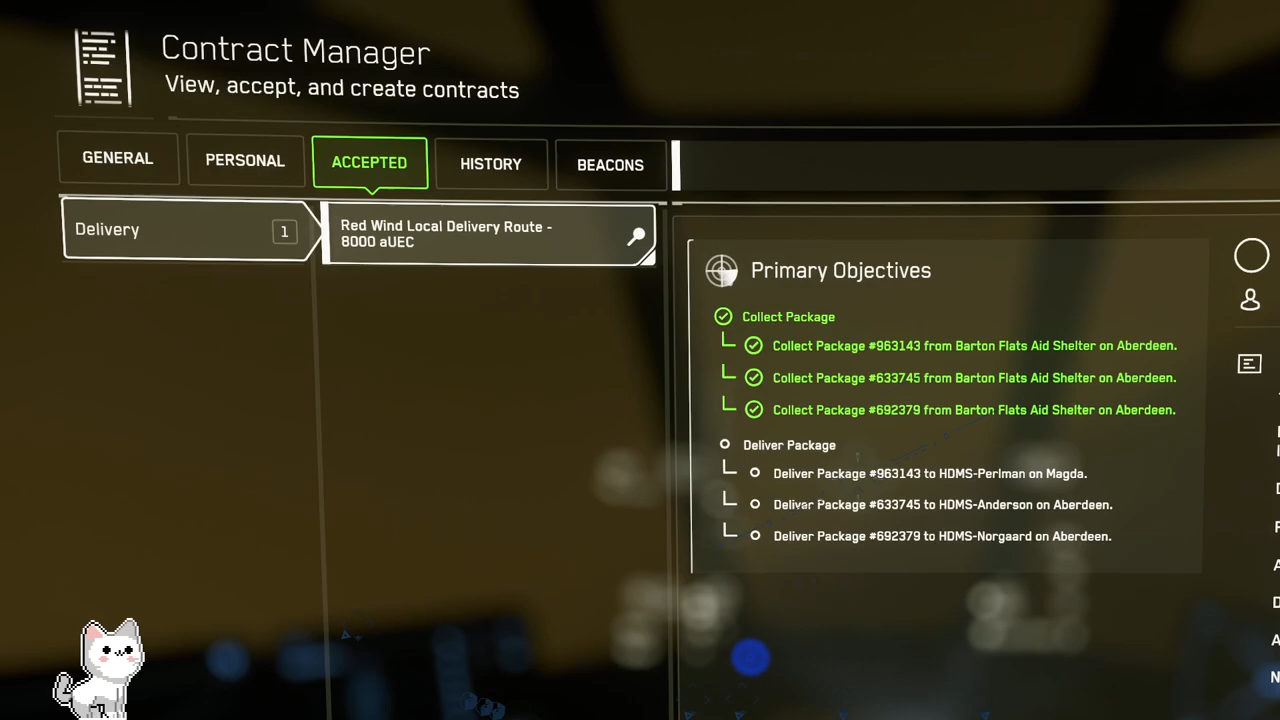 Contract Manager
View, accept, and create contracts
GENERAL
PERSONAL
ACCEPTED
HISTORY
BEACONS
Delivery
1
Red Wind Local Delivery Route -
8000 aUEC
Primary Objectives
Collect Package
Collect Package #963143 from Barton Flats Aid Shelter on Aberdeen.
Collect Package #633745 from Barton Flats Aid Shelter on Aberdeen.
Collect Package #692379 from Barton Flats Aid Shelter on Aberdeen.
Deliver Package
Deliver Package #963143 to HDMS-Perlman on Magda.
Deliver Package #633745 to HDMS-Anderson on Aberdeen.
Deliver Package #692379 to HDMS-Norgaard on Aberdeen.